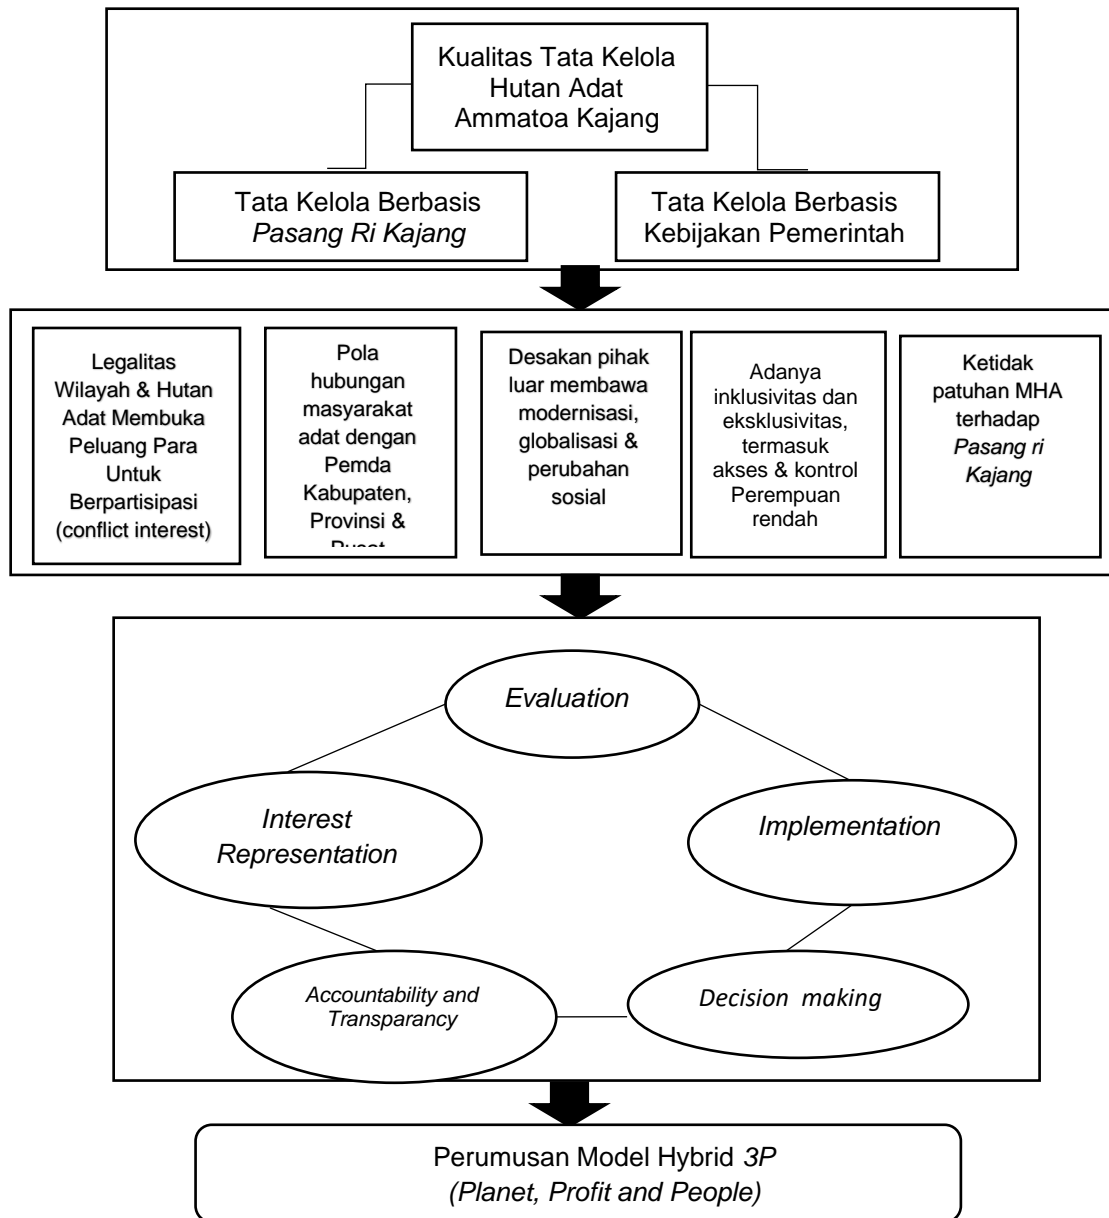 Kualitas Tata Kelola
Hutan Adat
Ammatoa Kajang
Tata Kelola Berbasis
Pasang Ri Kajang
Tata Kelola Berbasis
Kebijakan Pemerintah
Legalitas
Wilayah & Hutan
Adat Membuka
Peluang Para
Untuk
Berpartisipasi
(conflict interest)
Pola
hubungan
masyarakat
adat dengan
Pemda
Kabupaten,
Provinsi &
Desakan pihak
luar membawa
modernisasi,
globalisasi &
perubahan
sosial
Adanya
inklusivitas dan
eksklusivitas,
termasuk
akses & kontrol
Perempuan
rendah
Ketidak
patuhan MHA
terhadap
Pasang ri
Kajang
Evaluation
Interest
Representation
Implementation
Accountability and
Transparancy
Decision making
Perumusan Model Hybrid 3P
(Planet, Profit and People)